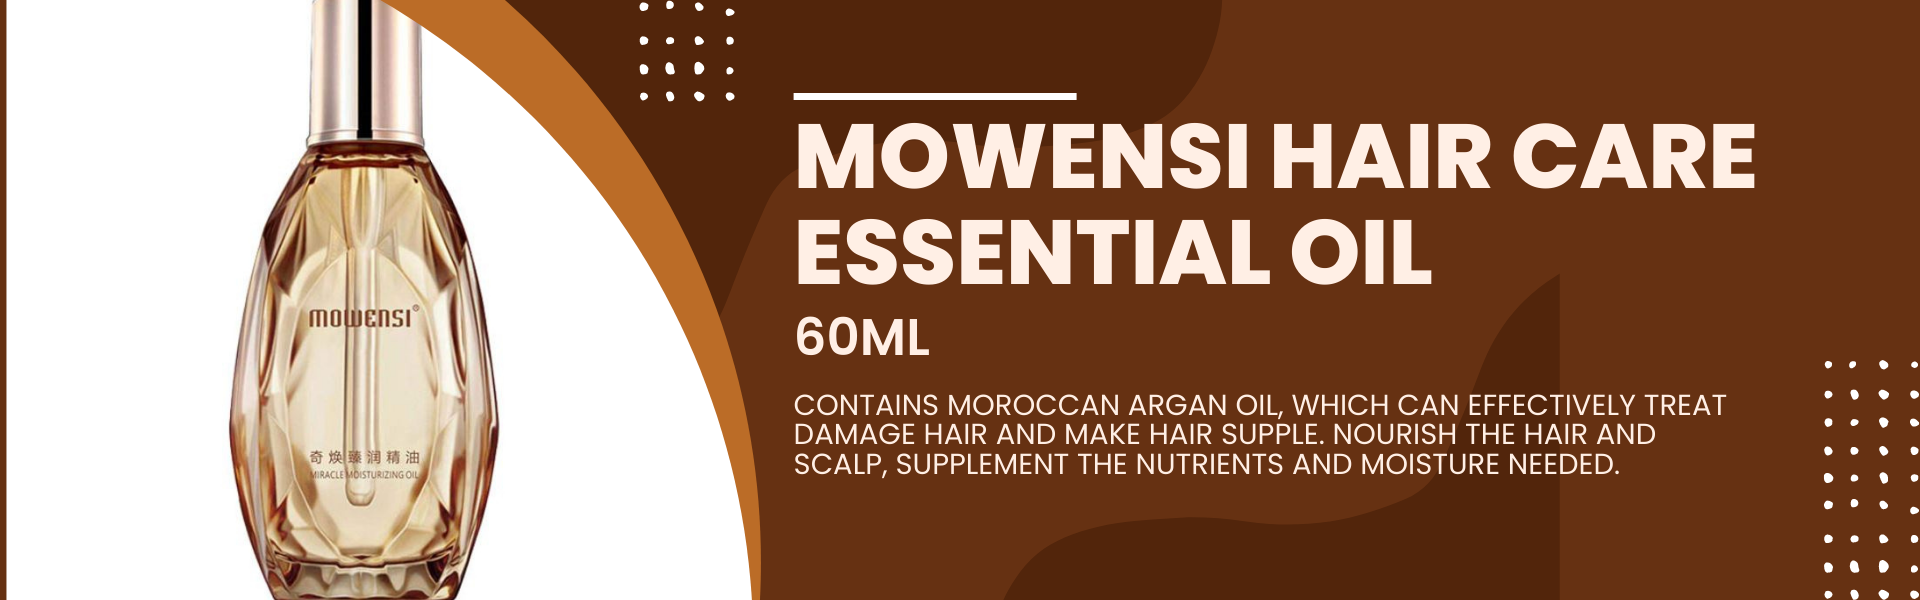 mowensi®
奇焕臻润精油
MIRACLE MOISTURIZING OIL
MOWENSI HAIR CARE
ESSENTIAL OIL
60ML
CONTAINS MOROCCAN ARGAN OIL, WHICH CAN EFFECTIVELY TREAT
DAMAGE HAIR AND MAKE HAIR SUPPLE. NOURISH THE HAIR AND
SCALP, SUPPLEMENT THE NUTRIENTS AND MOISTURE NEEDED.